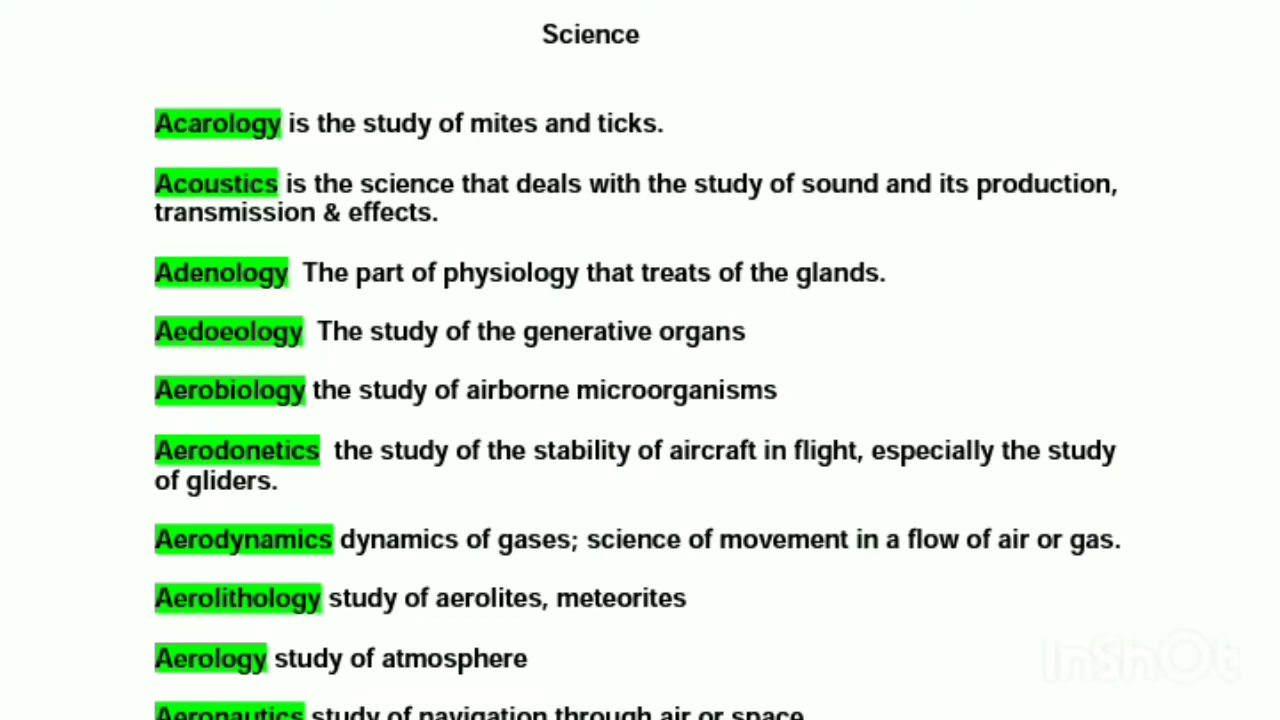 Science
Acarology is the study of mites and ticks.
Acoustics is the science that deals with the study of sound and its production,
transmission & effects.
Adenology The part of physiology that treats of the glands.
Aedoeology The study of the generative organs
Aerobiology the study of airborne microorganisms
Aerodonetics the study of the stability of aircraft in flight, especially the study
of gliders.
Aerodynamics dynamics of gases; science of movement in a flow of air or gas.
Aerolithology study of aerolites, meteorites
Aerology study of atmosphere
Aeronautics study of navigation through air or space
InShOt